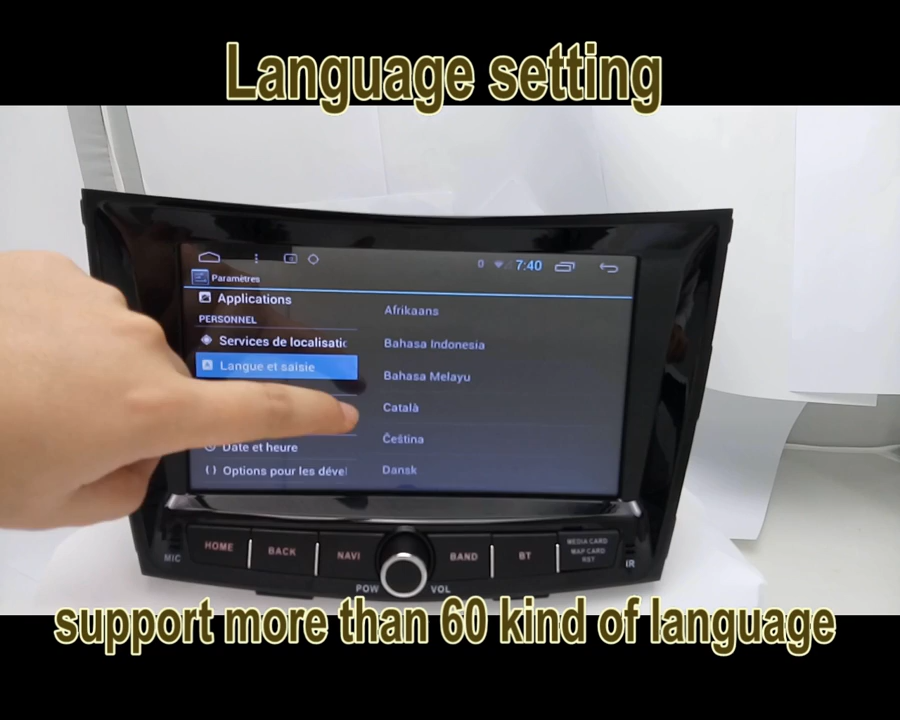 Language setting
7:40
Paramètres
Applications
PERSONNEL
Services de localisatic
Langue et saisie
Date et heure
Options pour les déve
Afrikaans
Bahasa Indonesia
Bahasa Melayu
Català
Čeština
Dansk
MIC
HOME
BACK
NAVI
POW
VOL
BAND
BT
MEDIA CARD
MAP CARD
RST
IR
support more than 60 kind of language